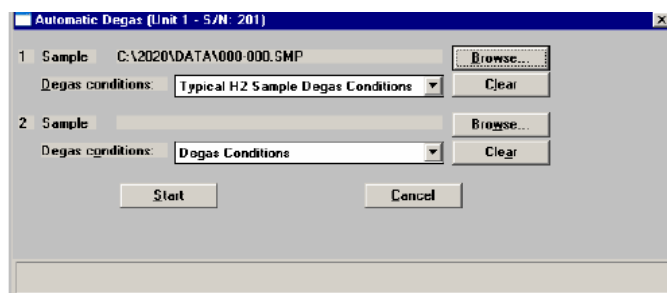 Automatic Degas (Unit 1 - S/N: 201)
1 Sample C:\2020\DATA\000-000.SMP Browse...
Degas conditions: Typical H2 Sample Degas Conditions Clear
2 Sample Browse...
Degas conditions: Degas Conditions Clear
Start Cancel